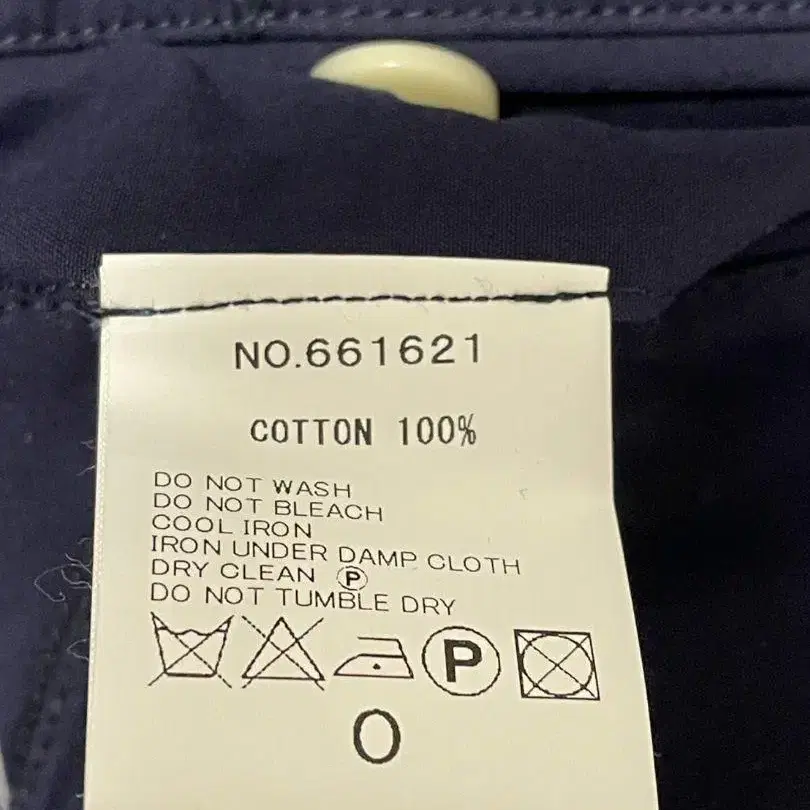 NO.661621
COTTON 100%
DO NOT WASH
DO NOT BLEACH
COOL IRON
IRON UNDER DAMP CLOTH
DRY CLEAN Ⓟ
DO NOT TUMBLE DRY
P
0